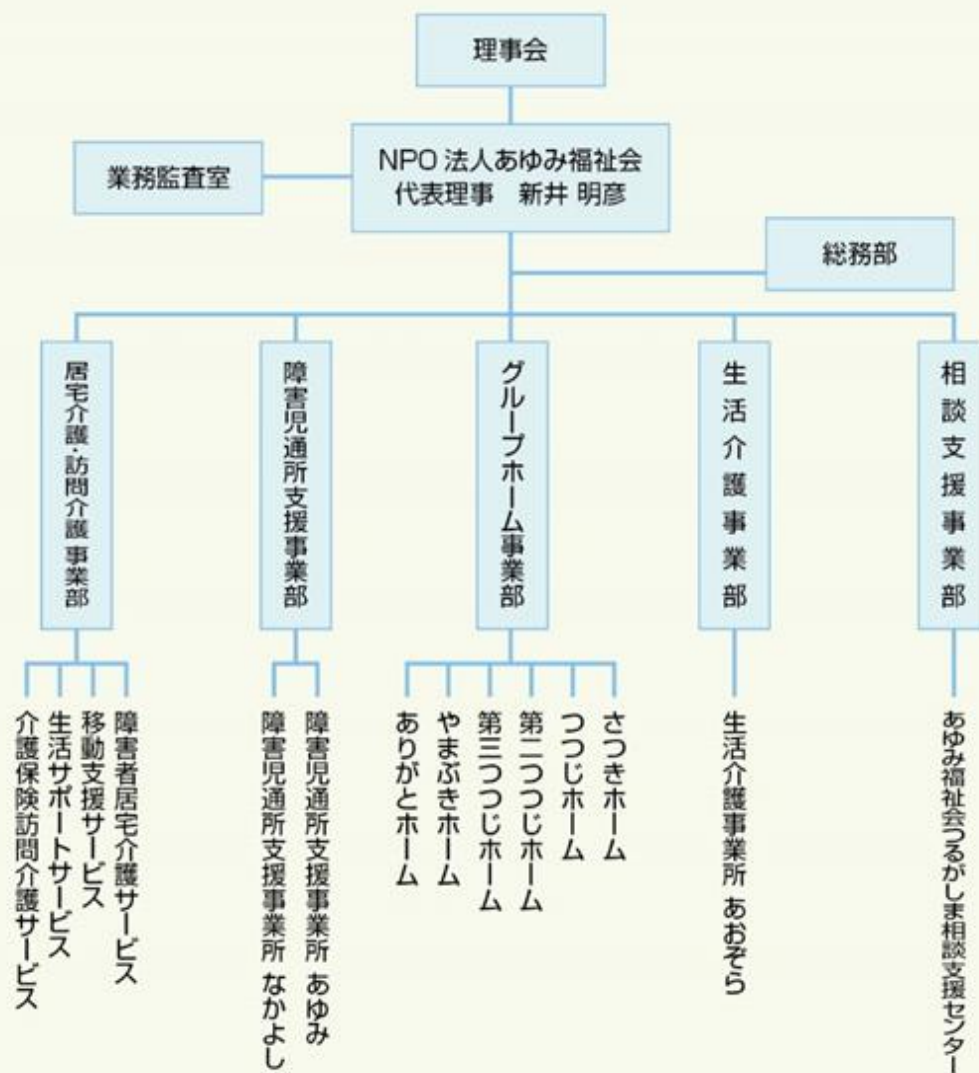 理事会
NPO 法人あゆみ福祉会
代表理事　新井 明彦
業務監査室
総務部
居宅介護・訪問介護 事業部
障害児通所支援事業部
グループホーム事業部
生活介護事業部
相談支援事業部
介護保険訪問介護サービス
生活サポートサービス
移動支援サービス
障害者居宅介護サービス
障害児通所支援事業所 なかよし
障害児通所支援事業所 あゆみ
ありがとホーム
やまぶきホーム
第三つつじホーム
第二つつじホーム
つつじホーム
さつきホーム
生活介護事業所 あおぞら
あゆみ福祉会つるがしま相談支援センター